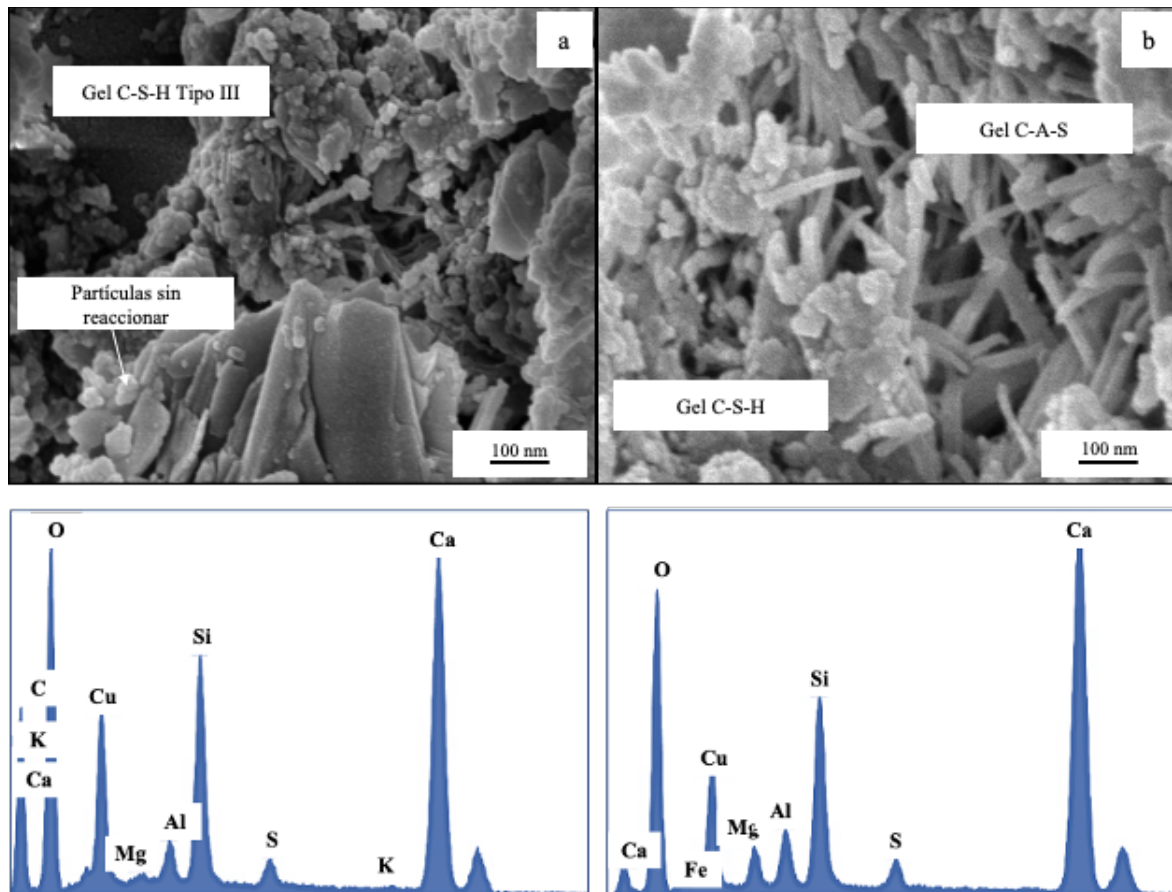 a
Gel C-S-H Tipo III
Partículas sin
reaccionar
100 nm
b
Gel C-A-S
Gel C-S-H
100 nm
O
Ca
Si
C
Cu
K
Ca
Al
Mg
S
K
Ca
O
Si
Cu
Al
Mg
Ca
Fe
S